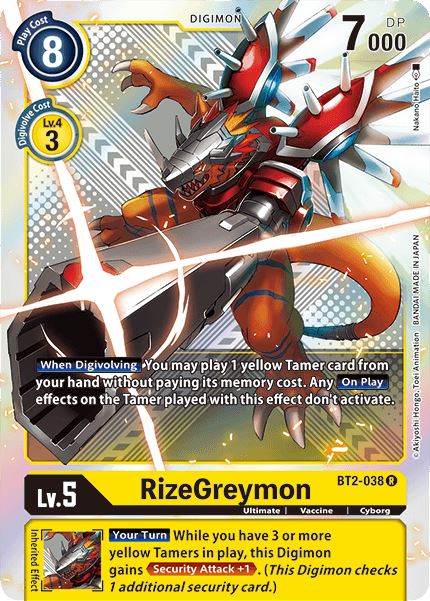 Play Cost
8
DIGIMON
7000
DP
Digivolve Cost
Lv.4
3
Nakano Haito
When Digivolving You may play 1 yellow Tamer card from
your hand without paying its memory cost. Any On Play
effects on the Tamer played with this effect don't activate.
©Akiyoshi Hongo, Toei Animation BANDAI MADE IN JAPAN
Lv.5
RizeGreymon
BT2-038 R
Ultimate | Vaccine | Cyborg
Inherited Effect
Your Turn While you have 3 or more
yellow Tamers in play, this Digimon
gains Security Attack +1. (This Digimon checks
1 additional security card.)